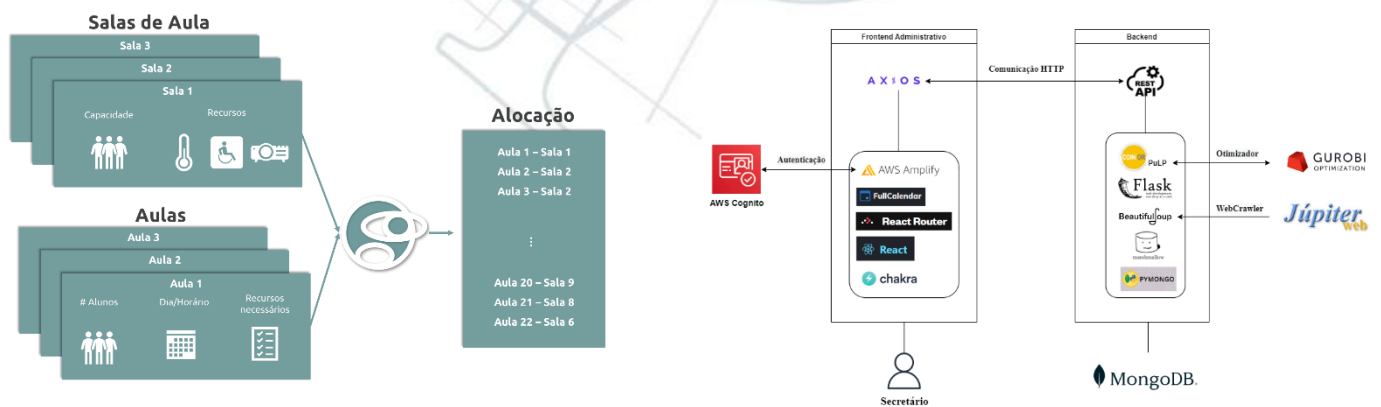 Salas de Aula
Sala 3
Sala 2
Sala 1
Capacidade
Recursos
Aulas
Aula 3
Aula 2
Aula 1
# Alunos
Dia/Horário
Recursos
necessários
Alocação
Aula 1 – Sala 1
Aula 2 – Sala 2
Aula 3 – Sala 2
⋮
Aula 20 – Sala 9
Aula 21 – Sala 8
Aula 22 – Sala 6
Frontend Administrativo
AXIOS
Comunicação HTTP
Autenticação
AWS Cognito
AWS Amplify
FullCalendar
React Router
React
chakra
Secretário
Backend
REST
API
COIN-OR
PuLP
Flask
BeautifulSoup
marshmallow
PYMONGO
Otimizador
GUROBI
OPTIMIZATION
WebCrawler
Júpiter
web
MongoDB.